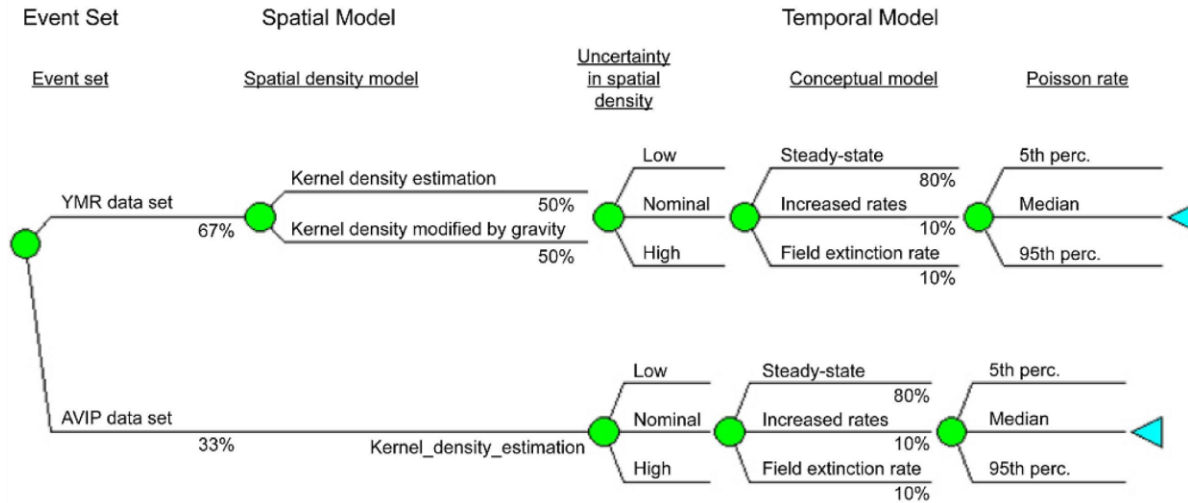 Event Set
Spatial Model
Temporal Model
Event set
Spatial density model
Uncertainty
in spatial
density
Conceptual model
Poisson rate
YMR data set
67%
Kernel density estimation
50%
Kernel density modified by gravity
50%
Low
Nominal
High
Steady-state
80%
Increased rates
10%
Field extinction rate
10%
5th perc.
Median
95th perc.
AVIP data set
33%
Kernel_density_estimation
Low
Nominal
High
Steady-state
80%
Increased rates
10%
Field extinction rate
10%
5th perc.
Median
95th perc.